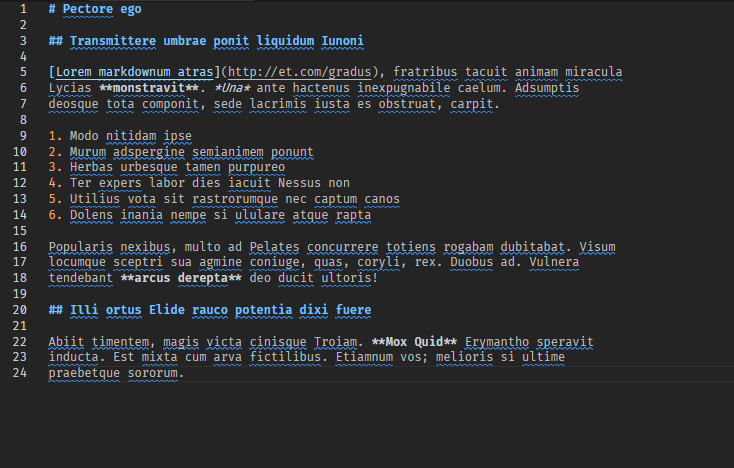 1 # Pectore ego
2
3 ## Transmittere umbrae ponit liquidum Iunoni
4
5 [Lorem markdownum atras](http://et.com/gradus), fratribus tacuit animam miracula
6 Lycias **monstravit**. *Una* ante hactenus inexpugnabile caelum. Adsumptis
7 deosque tota componit, sede lacrimis iusta es obstruat, carpit.
8
9 1. Modo nitidam ipse
10 2. Murum adspergine semianimem ponunt
11 3. Herbas urbesque tamen purpureo
12 4. Ter expers labor dies iacuit Nessus non
13 5. Utilius vota sit rastrorumque nec captum canos
14 6. Dolens inania nempe si ululare atque rapta
15
16 Popularis nexibus, multo ad Pelates concurrere totiens rogabam dubitabat. Visum
17 locumque sceptri sua agmine coniuge, quas, coryli, rex. Duobus ad. Vulnera
18 tendebant **arcus derepta** deo ducit ultoris!
19
20 ## Illi ortus Elide rauco potentia dixi fuere
21
22 Abiit timentem, magis victa cinisque Troiam. **Mox Quid** Erymantho speravit
23 inducta. Est mixta cum arva fictilibus. Etiamnum vos; melioris si ultime
24 praebetque sororum.